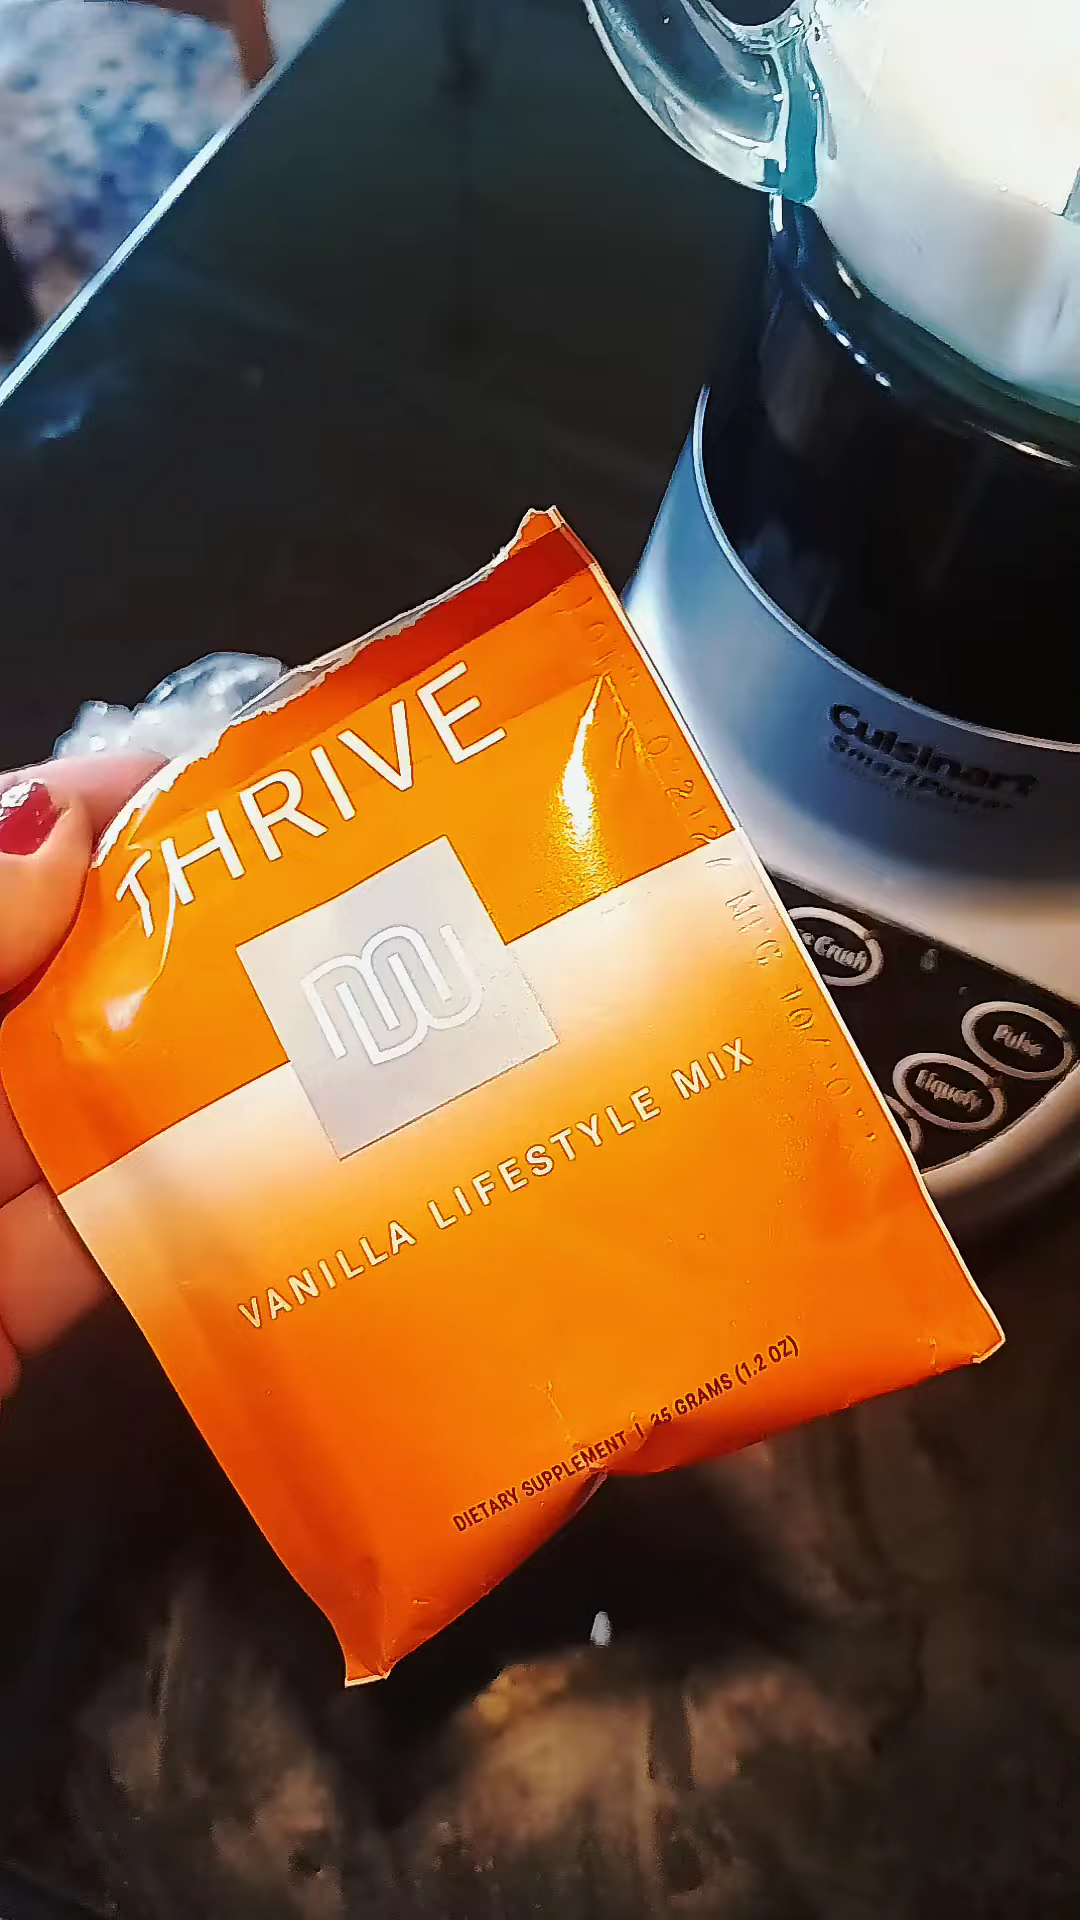 THRIVE
VANILLA LIFESTYLE MIX
DIETARY SUPPLEMENT | 35 GRAMS (1.2 OZ)
Cuisinart
SmartPower
Crush
Pulse
Liquefy